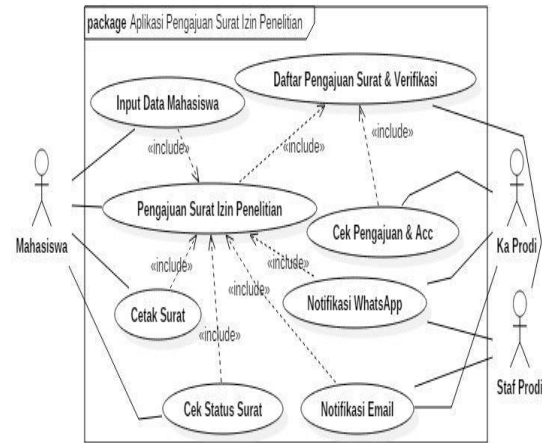 package Aplikasi Pengajuan Surat Izin Penelitian
Daftar Pengajuan Surat & Verifikasi
Input Data Mahasiswa
«include»
«include»
«include»
Pengajuan Surat Izin Penelitian
Cek Pengajuan & Acc
Mahasiswa
Ka Prodi
«include»
«include»
«include»
Notifikasi WhatsApp
Cetak Surat
«include»
Staf Prodi
Cek Status Surat
Notifikasi Email